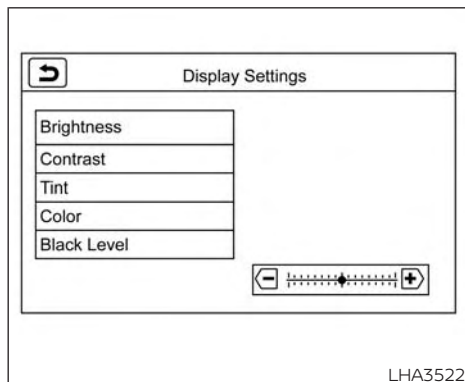 Display Settings
Brightness
Contrast
Tint
Color
Black Level
LHA3522